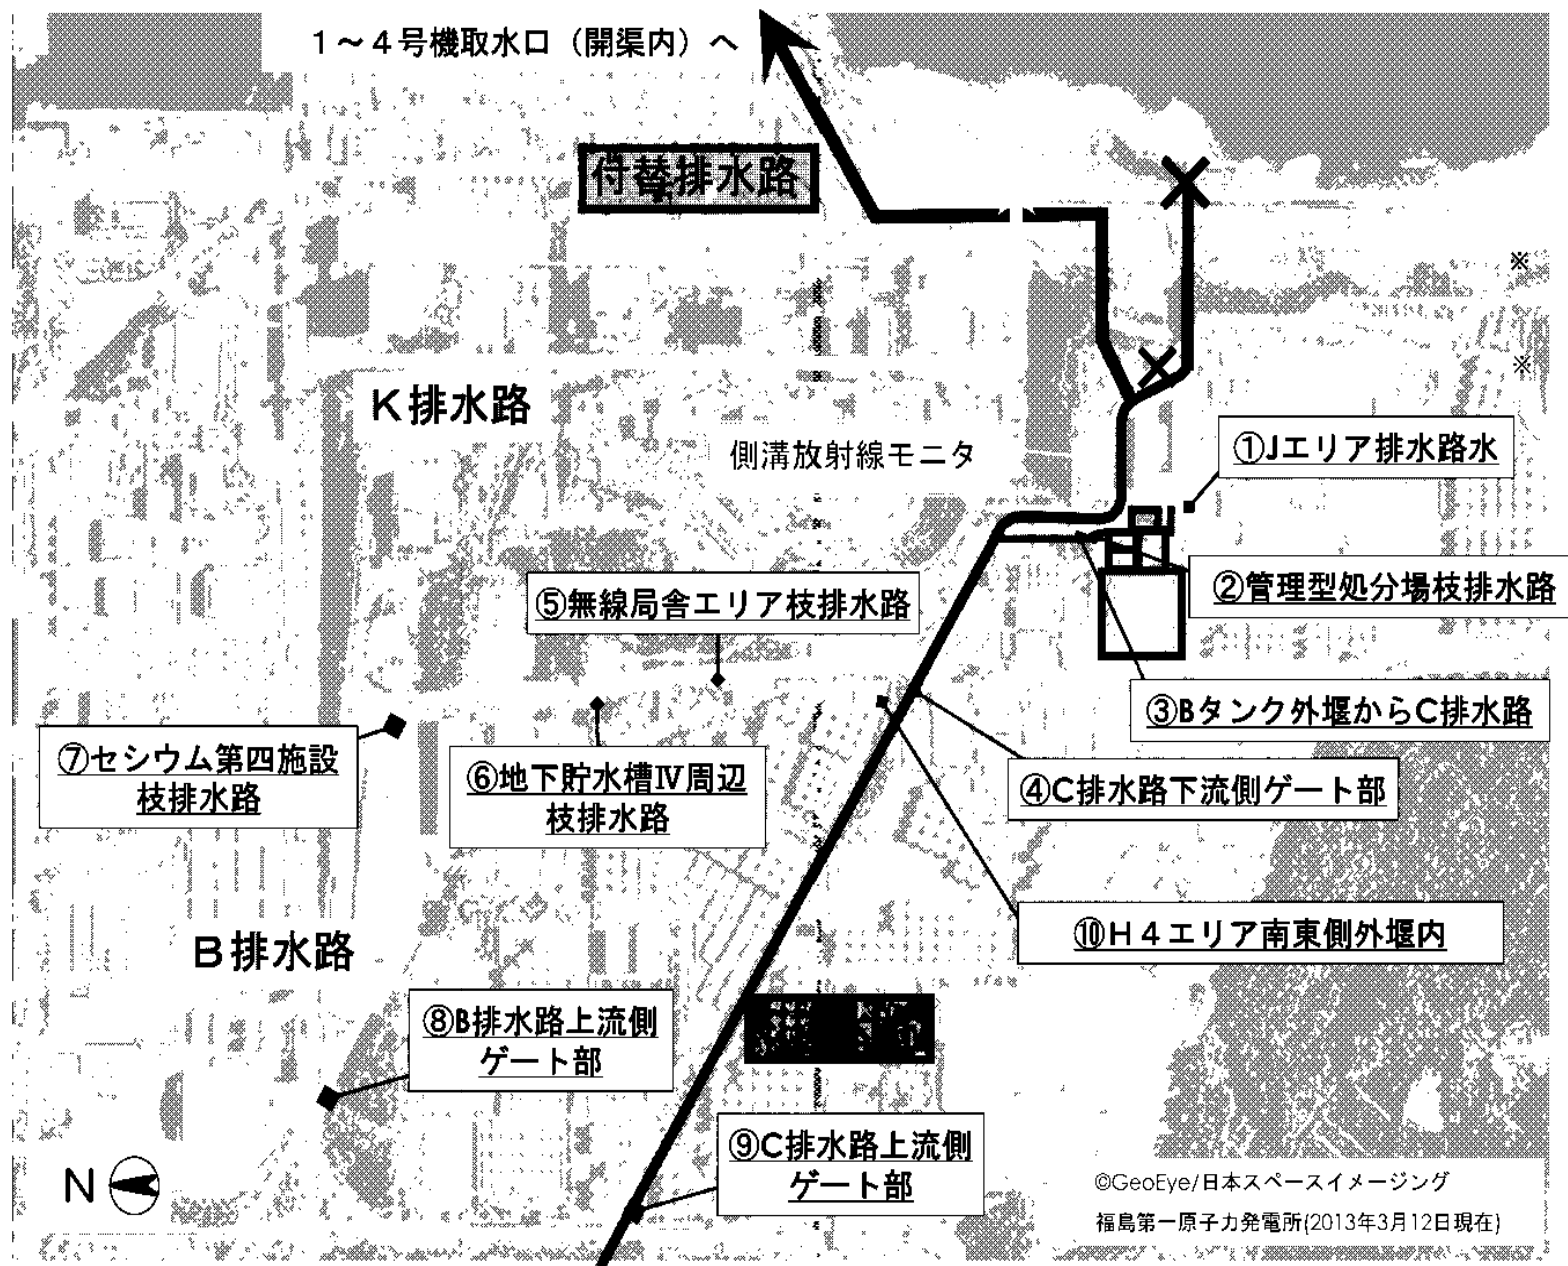 1～4号機取水口（開渠内）へ
付替排水路
※
※
K排水路
側溝放射線モニタ
①Jエリア排水路水
②管理型処分場枝排水路
⑤無線局舎エリア枝排水路
③Bタンク外堰からC排水路
⑦セシウム第四施設
枝排水路
⑥地下貯水槽Ⅳ周辺
枝排水路
④C排水路下流側ゲート部
⑩H4エリア南東側外堰内
B排水路
⑧B排水路上流側
ゲート部
⑨C排水路上流側
ゲート部
N
©GeoEye/日本スペースイメージング
福島第一原子力発電所(2013年3月12日現在)